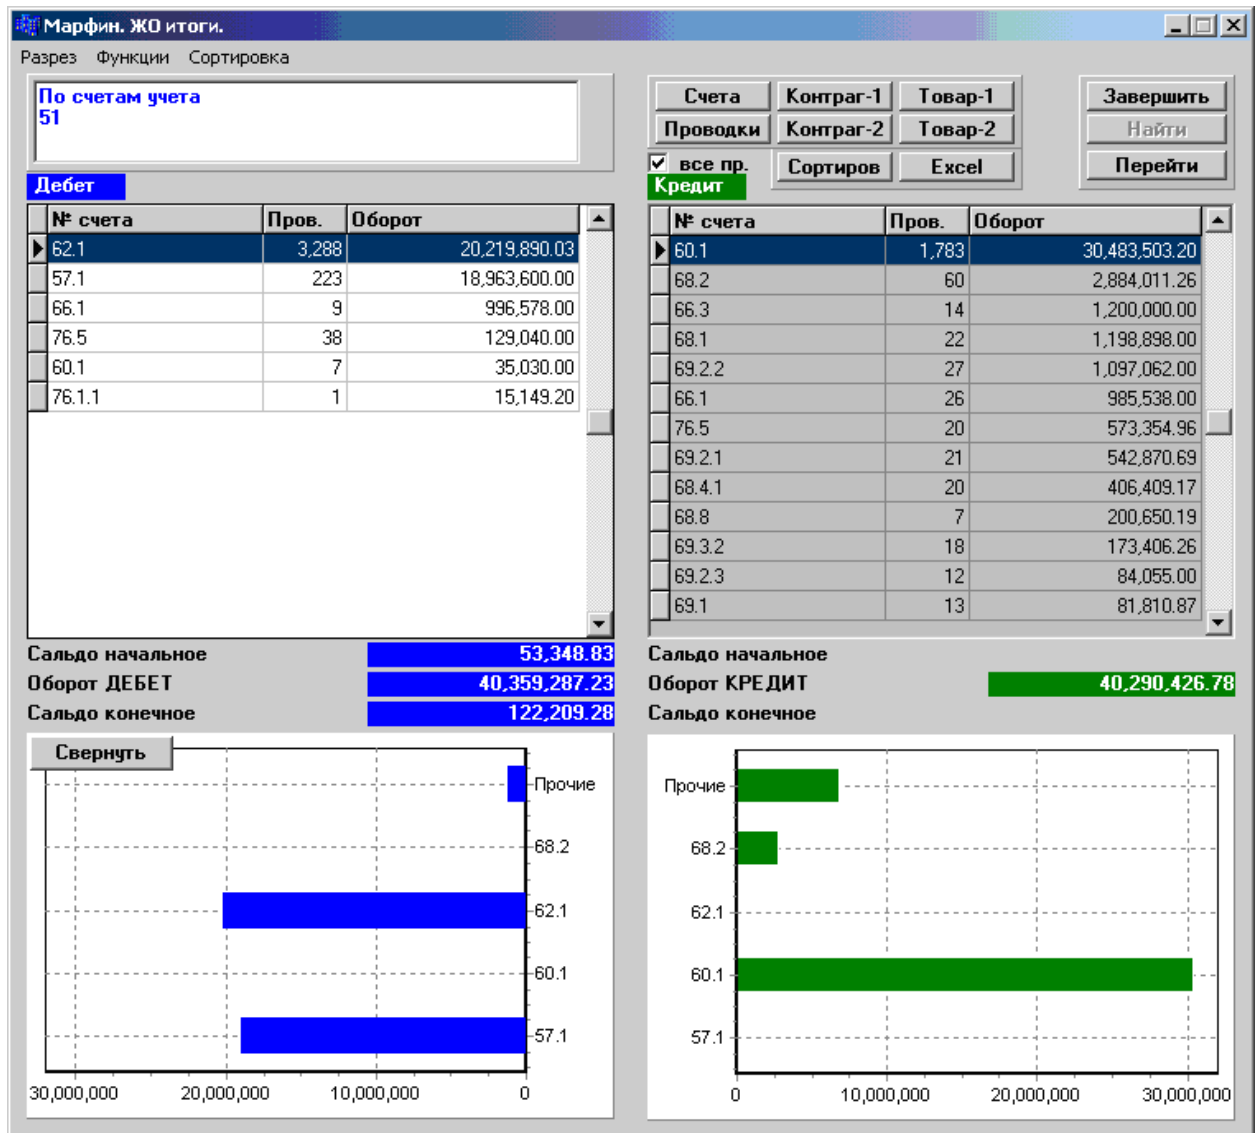 Марфин. ЖО итоги.
Разрез Функции Сортировка
По счетам учета
51
Счета Контраг-1 Товар-1 Завершить
Проводки Контраг-2 Товар-2 Найти
все пр. Сортиров Excel Перейти
Дебет
№ счета Пров. Оборот
62.1 3,288 20,219,890.03
57.1 223 18,963,600.00
66.1 9 996,578.00
76.5 38 129,040.00
60.1 7 35,030.00
76.1.1 1 15,149.20
Сальдо начальное 53,348.83
Оборот ДЕБЕТ 40,359,287.23
Сальдо конечное 122,209.28
Кредит
№ счета Пров. Оборот
60.1 1,783 30,483,503.20
68.2 60 2,884,011.26
66.3 14 1,200,000.00
68.1 22 1,198,898.00
69.2.2 27 1,097,062.00
66.1 26 985,538.00
76.5 20 573,354.96
69.2.1 21 542,870.69
68.4.1 20 406,409.17
68.8 7 200,650.19
69.3.2 18 173,406.26
69.2.3 12 84,055.00
69.1 13 81,810.87
Сальдо начальное
Оборот КРЕДИТ 40,290,426.78
Сальдо конечное
Свернуть
Прочие
68.2
62.1
60.1
57.1
30,000,000 20,000,000 10,000,000 0
Прочие
68.2
62.1
60.1
57.1
0 10,000,000 20,000,000 30,000,000